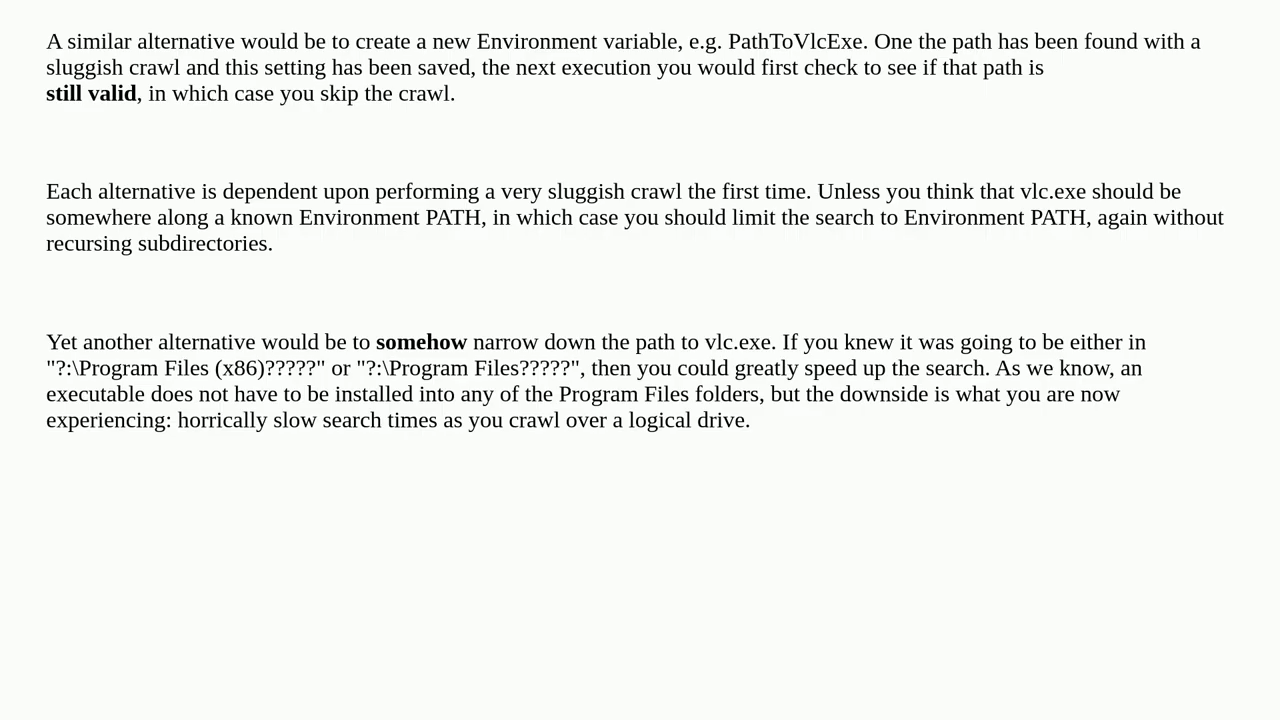 A similar alternative would be to create a new Environment variable, e.g. PathToVlcExe. One the path has been found with a
sluggish crawl and this setting has been saved, the next execution you would first check to see if that path is
still valid, in which case you skip the crawl.
Each alternative is dependent upon performing a very sluggish crawl the first time. Unless you think that vlc.exe should be
somewhere along a known Environment PATH, in which case you should limit the search to Environment PATH, again without
recursing subdirectories.
Yet another alternative would be to somehow narrow down the path to vlc.exe. If you knew it was going to be either in
"?:\Program Files (x86)?????" or "?:\Program Files?????", then you could greatly speed up the search. As we know, an
executable does not have to be installed into any of the Program Files folders, but the downside is what you are now
experiencing: horrically slow search times as you crawl over a logical drive.